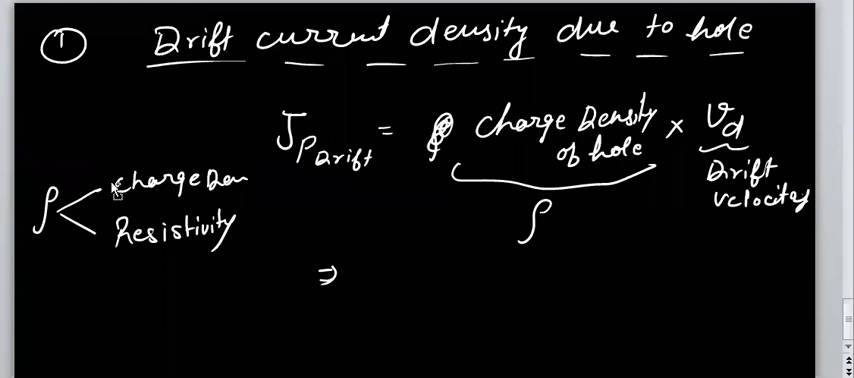 ① Drift current density due to hole
J_P Drift = Charge Density of hole × V_d
Drift velocity
ρ
ρ Charge Den
Resistivity
⇒